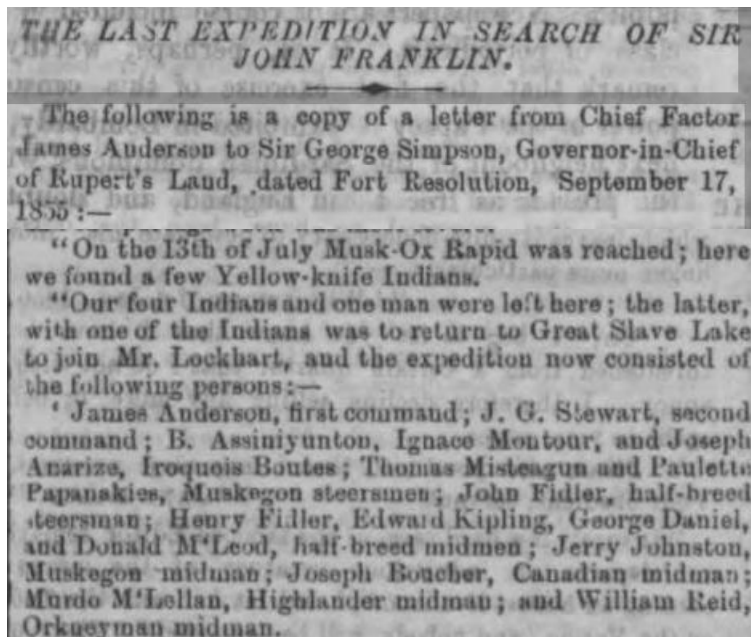 THE LAST EXPEDITION IN SEARCH OF SIR
JOHN FRANKLIN.
The following is a copy of a letter from Chief Factor
James Anderson to Sir George Simpson, Governor-in-Chief
of Rupert's Land, dated Fort Resolution, September 17,
1855:—
"On the 13th of July Musk-Ox Rapid was reached; here
we found a few Yellow-knife Indians.
"Our four Indians and one man were left here; the latter,
with one of the Indians was to return to Great Slave Lake
to join Mr. Lockhart, and the expedition now consisted of
the following persons:—
' James Anderson, first command; J. G. Stewart, second
command; B. Assiniyunton, Ignace Montour, and Joseph
Anarize, Iroquois Boutes; Thomas Misteagun and Paulette
Papanakies, Muskegon steersmen; John Fidler, half-breed
steersman; Henry Fidler, Edward Kipling, George Daniel,
and Donald M'Leod, half-breed midmen; Jerry Johnston,
Muskegon midman; Joseph Boucher, Canadian midman;
Murdo M'Lellan, Highlander midman; and William Reid,
Orkneyman midman.